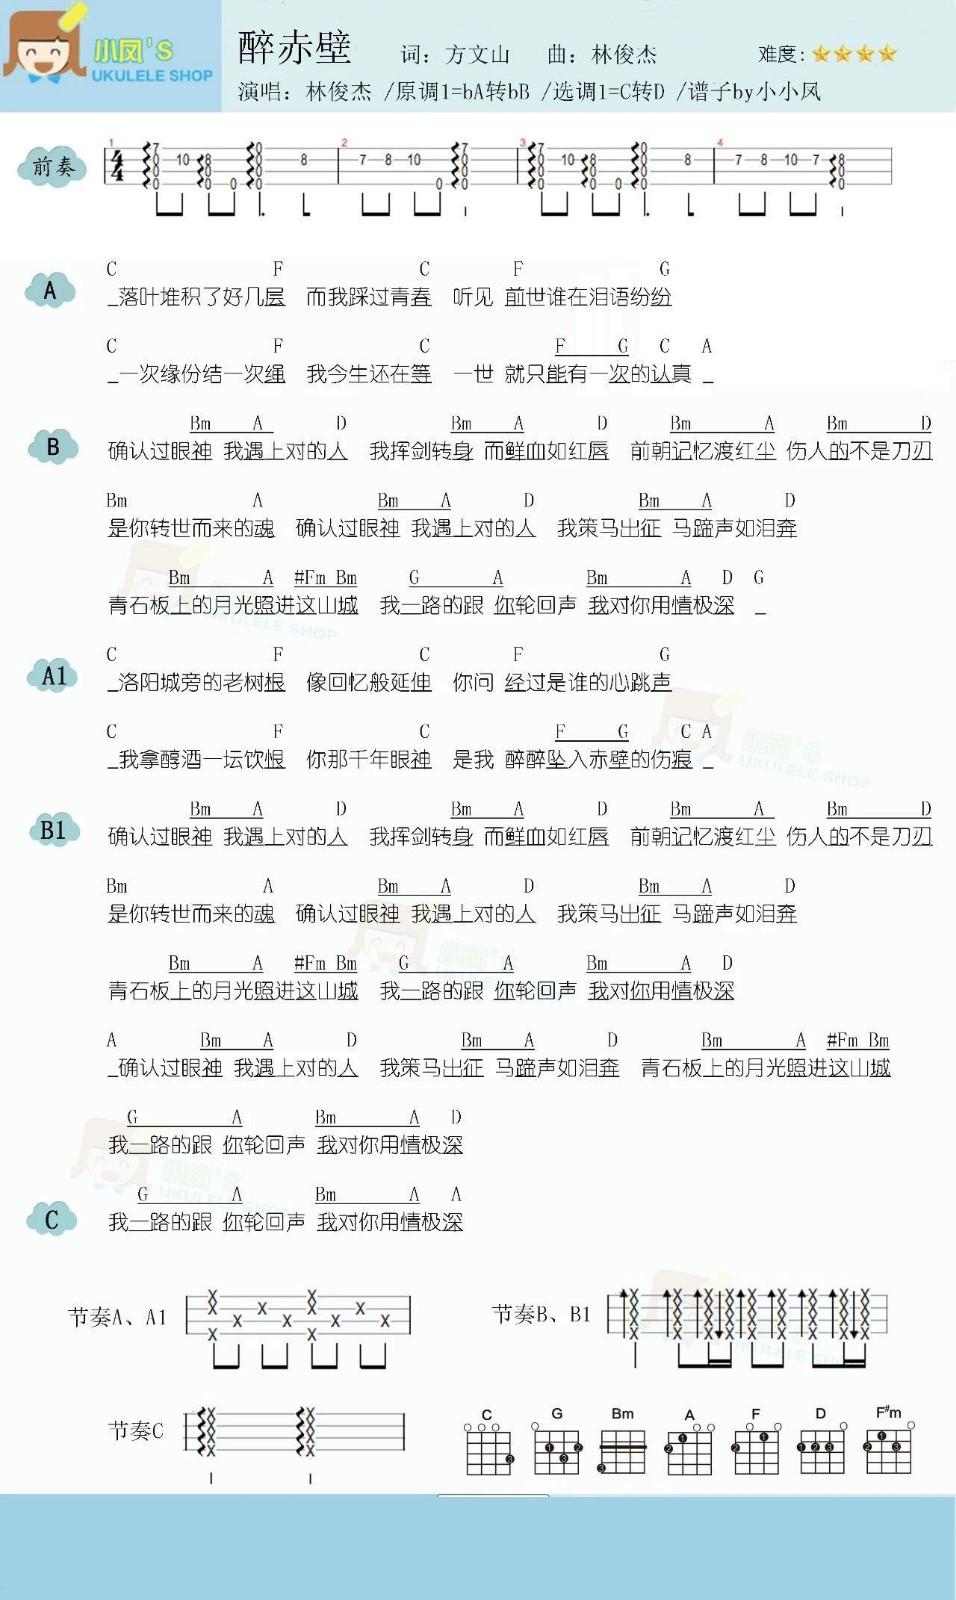 小凤'S
UKULELE SHOP
醉赤壁 词：方文山 曲：林俊杰 难度：
演唱：林俊杰 /原调1=bA转bB /选调1=C转D /谱子by小小凤
前奏
1 2 3 4
4 4
7 0 0 10 8 0 0 0 0 0 0 8 7 8 10 0 7 0 0 7 0 0 10 8 0 0 0 0 0 0 8 7 8 10 7 8 0 0
C F C F G
A
_落叶堆积了好几层 而我踩过青春 听见 前世谁在泪语纷纷
C F C F G C A
_一次缘份结一次绳 我今生还在等 一世 就只能有一次的认真 _
Bm A D Bm A D Bm A Bm D
B
确认过眼神 我遇上对的人 我挥剑转身 而鲜血如红唇 前朝记忆渡红尘 伤人的不是刀刃
Bm A Bm A D Bm A D
是你转世而来的魂 确认过眼神 我遇上对的人 我策马出征 马蹄声如泪奔
Bm A #Fm Bm G A Bm A D G
青石板上的月光照进这山城 我一路的跟 你轮回声 我对你用情极深 _
C F C F G
A1
_洛阳城旁的老树根 像回忆般延伸 你问 经过是谁的心跳声
C F C F G C A
_我拿醇酒一坛饮恨 你那千年眼神 是我 醉醉坠入赤壁的伤痕 _
Bm A D Bm A D Bm A Bm D
B1
确认过眼神 我遇上对的人 我挥剑转身 而鲜血如红唇 前朝记忆渡红尘 伤人的不是刀刃
Bm A Bm A D Bm A D
是你转世而来的魂 确认过眼神 我遇上对的人 我策马出征 马蹄声如泪奔
Bm A #Fm Bm G A Bm A D
青石板上的月光照进这山城 我一路的跟 你轮回声 我对你用情极深
A Bm A D Bm A D Bm A #Fm Bm
_确认过眼神 我遇上对的人 我策马出征 马蹄声如泪奔 青石板上的月光照进这山城
G A Bm A D
我一路的跟 你轮回声 我对你用情极深
G A Bm A A
C
我一路的跟 你轮回声 我对你用情极深
节奏A、A1
节奏B、B1
节奏C
C G Bm A F D F#m